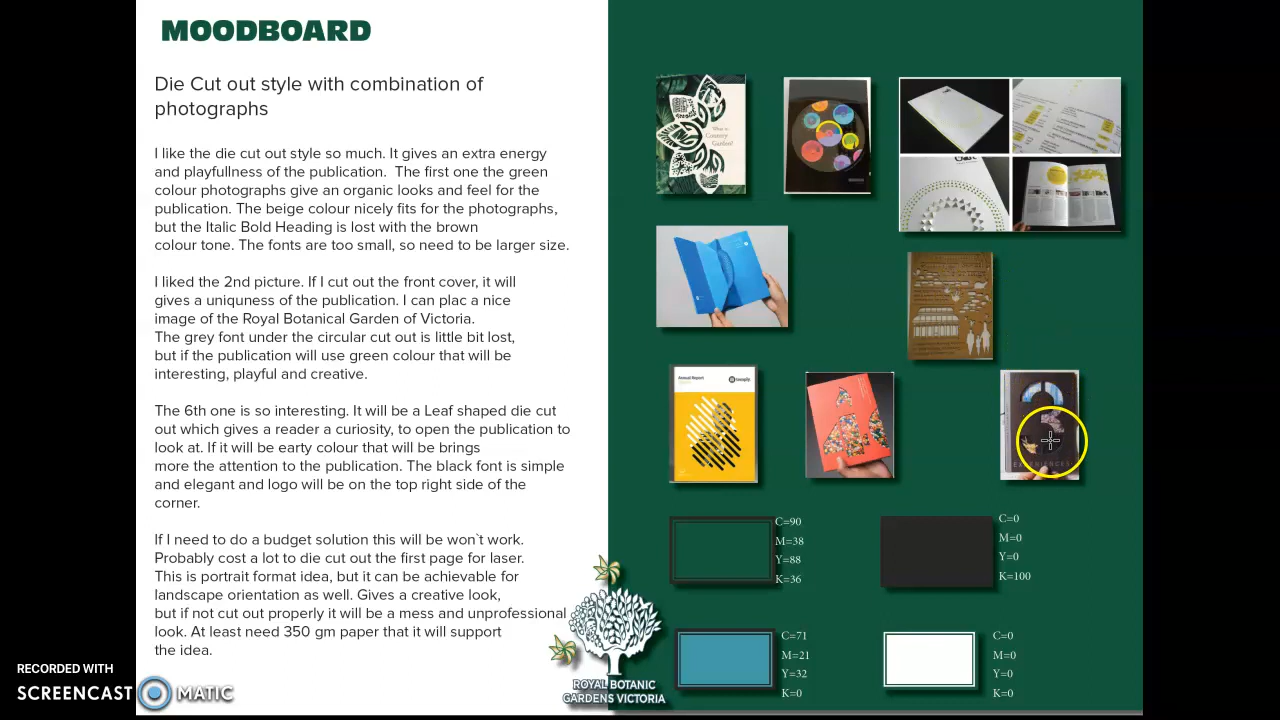 MOODBOARD
Die Cut out style with combination of
photographs
I like the die cut out style so much. It gives an extra energy
and playfullness of the publication. The first one the green
colour photographs give an organic looks and feel for the
publication. The beige colour nicely fits for the photographs,
but the Italic Bold Heading is lost with the brown
colour tone. The fonts are too small, so need to be larger size.
I liked the 2nd picture. If I cut out the front cover, it will
gives a uniquness of the publication. I can plac a nice
image of the Royal Botanical Garden of Victoria.
The grey font under the circular cut out is little bit lost,
but if the publication will use green colour that will be
interesting, playful and creative.
The 6th one is so interesting. It will be a Leaf shaped die cut
out which gives a reader a curiosity, to open the publication to
look at. If it will be earty colour that will be brings
more the attention to the publication. The black font is simple
and elegant and logo will be on the top right side of the
corner.
If I need to do a budget solution this will be won`t work.
Probably cost a lot to die cut out the first page for laser.
This is portrait format idea, but it can be achievable for
landscape orientation as well. Gives a creative look,
but if not cut out properly it will be a mess and unprofessional
look. At least need 350 gm paper that it will support
the idea.
Country
Garden?
Annual Report
EXPERIENCES
C=90
M=38
Y=88
K=36
C=0
M=0
Y=0
K=100
C=71
M=21
Y=32
K=0
C=0
M=0
Y=0
K=0
ROYAL BOTANIC
GARDENS VICTORIA
RECORDED WITH
SCREENCAST MATIC